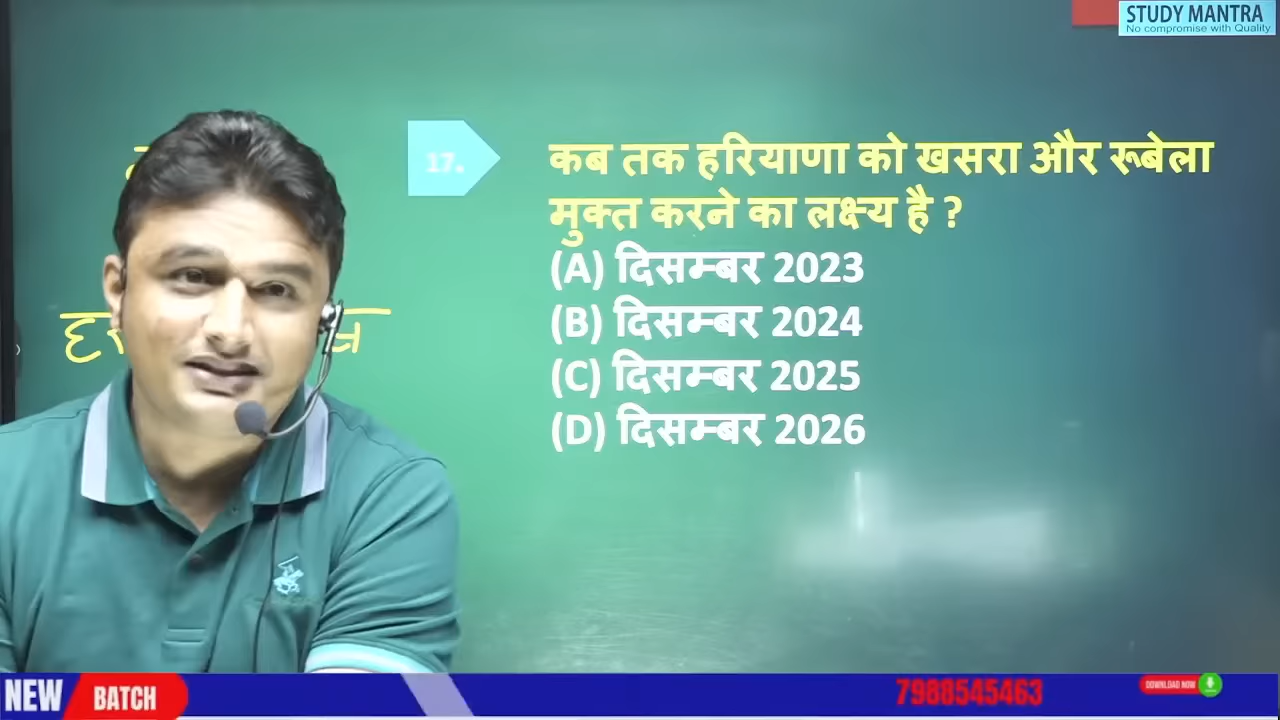 STUDY MANTRA
No compromise with Quality
17.
कब तक हरियाणा को खसरा और रूबेला
मुक्त करने का लक्ष्य है ?
(A) दिसम्बर 2023
(B) दिसम्बर 2024
(C) दिसम्बर 2025
(D) दिसम्बर 2026
NEW BATCH
7988545463
DOWNLOAD NOW